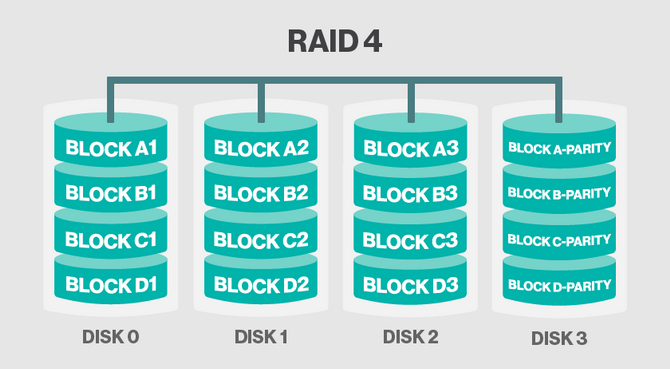 RAID 4
BLOCK A1
BLOCK B1
BLOCK C1
BLOCK D1
DISK 0
BLOCK A2
BLOCK B2
BLOCK C2
BLOCK D2
DISK 1
BLOCK A3
BLOCK B3
BLOCK C3
BLOCK D3
DISK 2
BLOCK A-PARITY
BLOCK B-PARITY
BLOCK C-PARITY
BLOCK D-PARITY
DISK 3